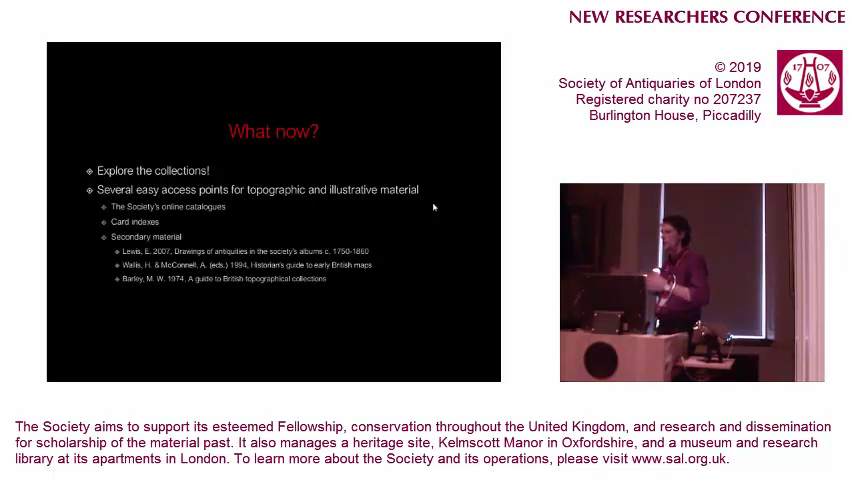 NEW RESEARCHERS CONFERENCE
© 2019
Society of Antiquaries of London
Registered charity no 207237
Burlington House, Piccadilly
17 07
What now?
Explore the collections!
Several easy access points for topographic and illustrative material
The Society's online catalogues
Card indexes
Secondary material
Lewis, E. 2007, Drawings of antiquities in the society's albums c. 1750-1860
Wallis, H. & McConnell, A. (eds.) 1994, Historian's guide to early British maps
Barley, M. W. 1974. A guide to British topographical collections
The Society aims to support its esteemed Fellowship, conservation throughout the United Kingdom, and research and dissemination
for scholarship of the material past. It also manages a heritage site, Kelmscott Manor in Oxfordshire, and a museum and research
library at its apartments in London. To learn more about the Society and its operations, please visit www.sal.org.uk.